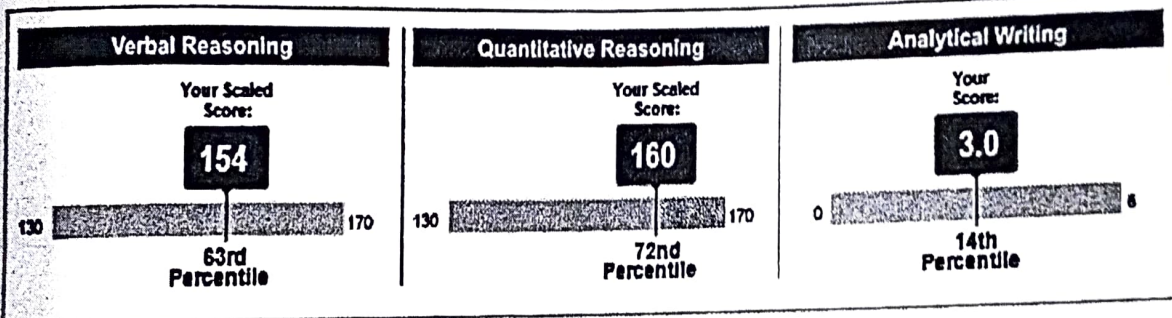 Verbal Reasoning
Your Scaled
Score:
154
130
170
63rd
Percentile
Quantitative Reasoning
Your Scaled
Score:
160
130
170
72nd
Percentile
Analytical Writing
Your
Score:
3.0
0
6
14th
Percentile